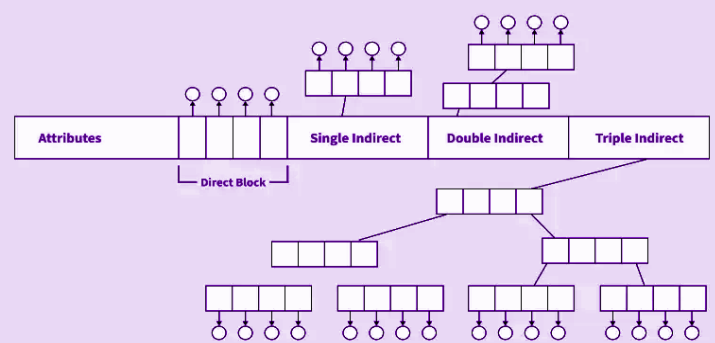 Attributes
Single Indirect
Double Indirect
Triple Indirect
Direct Block